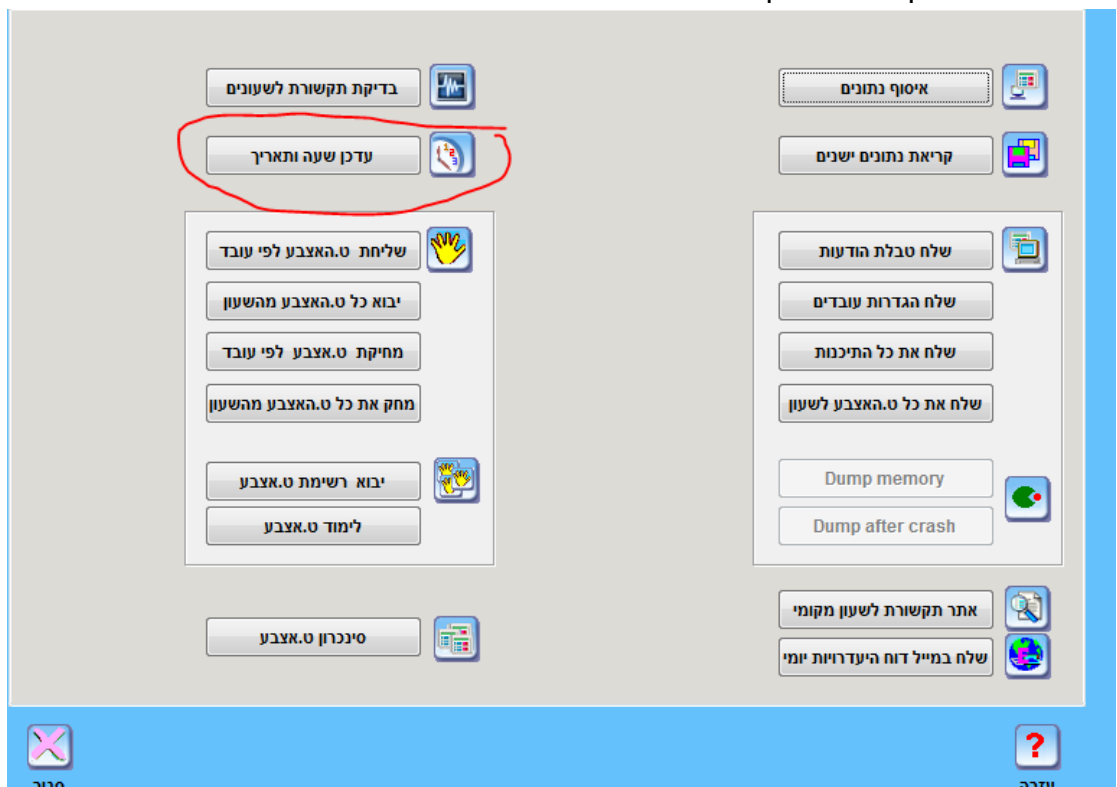 איסוף נתונים
קריאת נתונים ישנים
שלח טבלת הודעות
שלח הגדרות עובדים
שלח את כל התיכנות
שלח את כל ט.האצבע לשעון
Dump memory
Dump after crash
אתר תקשורת לשעון מקומי
שלח במייל דוח היעדרויות יומי
בדיקת תקשורת לשעונים
עדכן שעה ותאריך
שליחת ט.האצבע לפי עובד
יבוא כל ט.האצבע מהשעון
מחיקת ט.אצבע לפי עובד
מחק את כל ט.האצבע מהשעון
יבוא רשימת ט.אצבע
לימוד ט.אצבע
סינכרון ט.אצבע